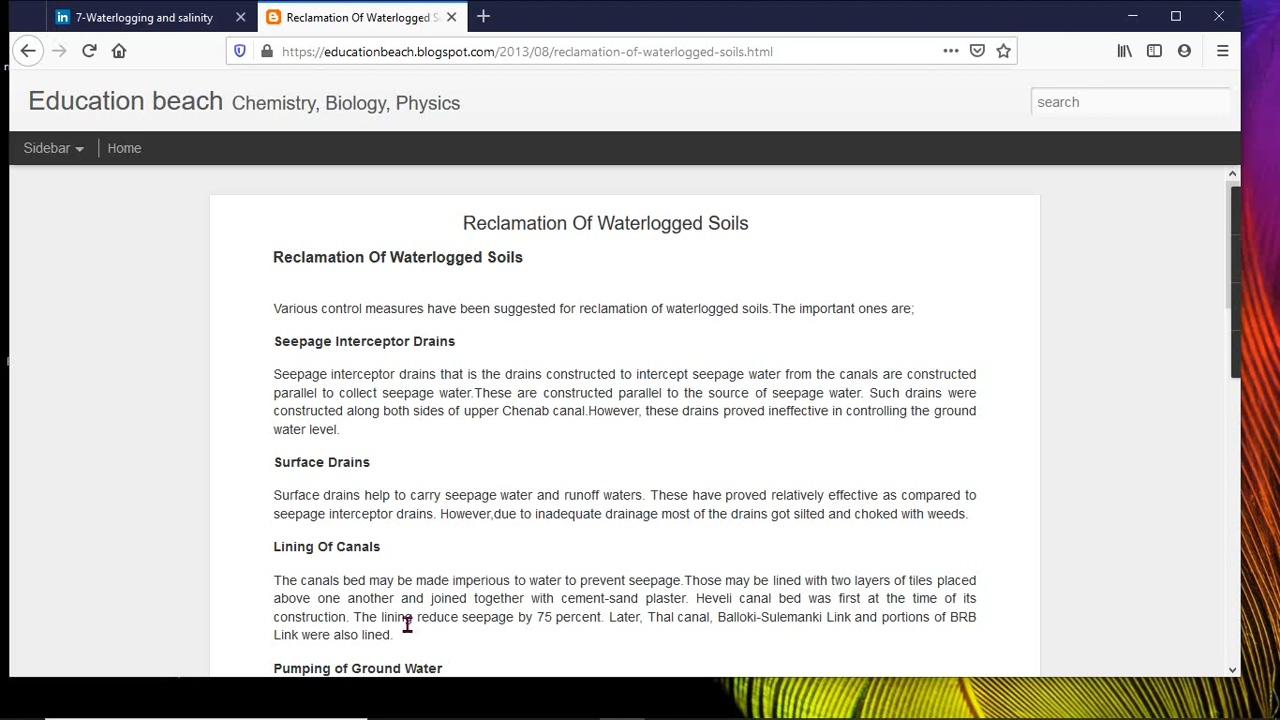 7-Waterlogging and salinity
Reclamation Of Waterlogged S
https://educationbeach.blogspot.com/2013/08/reclamation-of-waterlogged-soils.html
Education beach Chemistry, Biology, Physics
search
Sidebar
Home
Reclamation Of Waterlogged Soils
Reclamation Of Waterlogged Soils
Various control measures have been suggested for reclamation of waterlogged soils.The important ones are;
Seepage Interceptor Drains
Seepage interceptor drains that is the drains constructed to intercept seepage water from the canals are constructed
parallel to collect seepage water.These are constructed parallel to the source of seepage water. Such drains were
constructed along both sides of upper Chenab canal.However, these drains proved ineffective in controlling the ground
water level.
Surface Drains
Surface drains help to carry seepage water and runoff waters. These have proved relatively effective as compared to
seepage interceptor drains. However,due to inadequate drainage most of the drains got silted and choked with weeds.
Lining Of Canals
The canals bed may be made imperious to water to prevent seepage.Those may be lined with two layers of tiles placed
above one another and joined together with cement-sand plaster. Heveli canal bed was first at the time of its
construction. The lining reduce seepage by 75 percent. Later, Thal canal, Balloki-Sulemanki Link and portions of BRB
Link were also lined.
Pumping of Ground Water